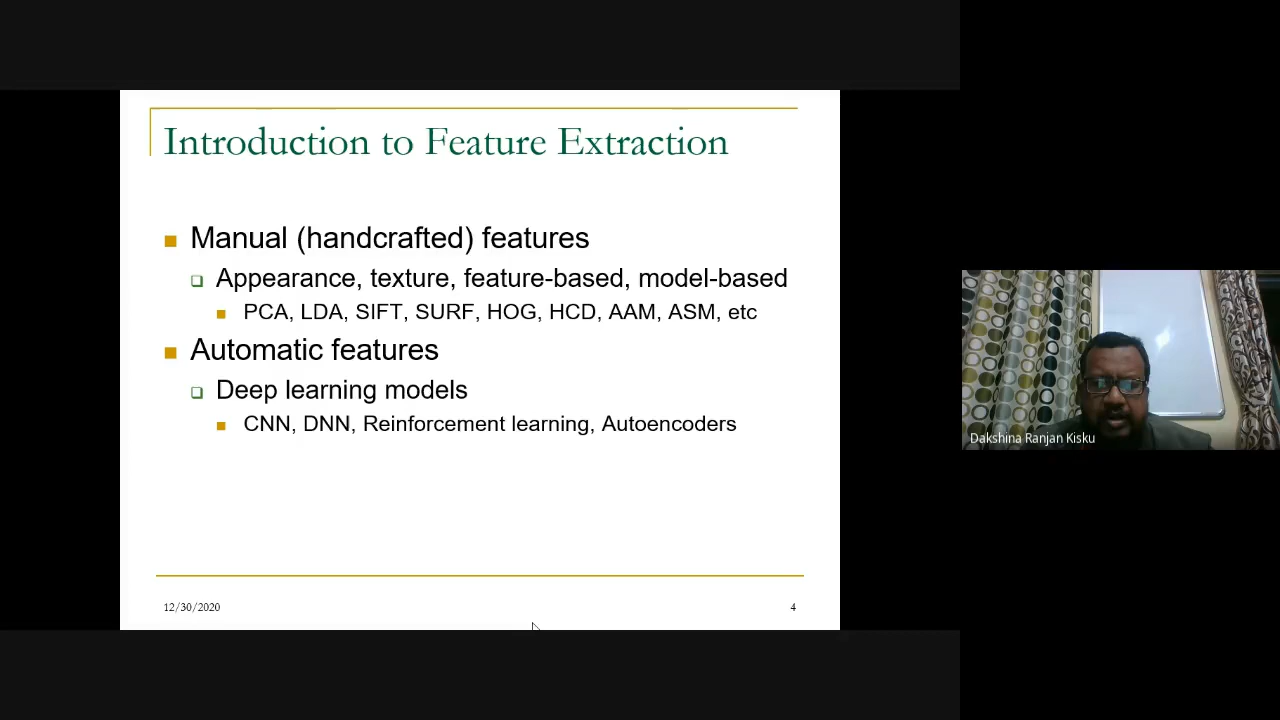 Introduction to Feature Extraction
Manual (handcrafted) features
Appearance, texture, feature-based, model-based
PCA, LDA, SIFT, SURF, HOG, HCD, AAM, ASM, etc
Automatic features
Deep learning models
CNN, DNN, Reinforcement learning, Autoencoders
12/30/2020
4
Dakshina Ranjan Kisku